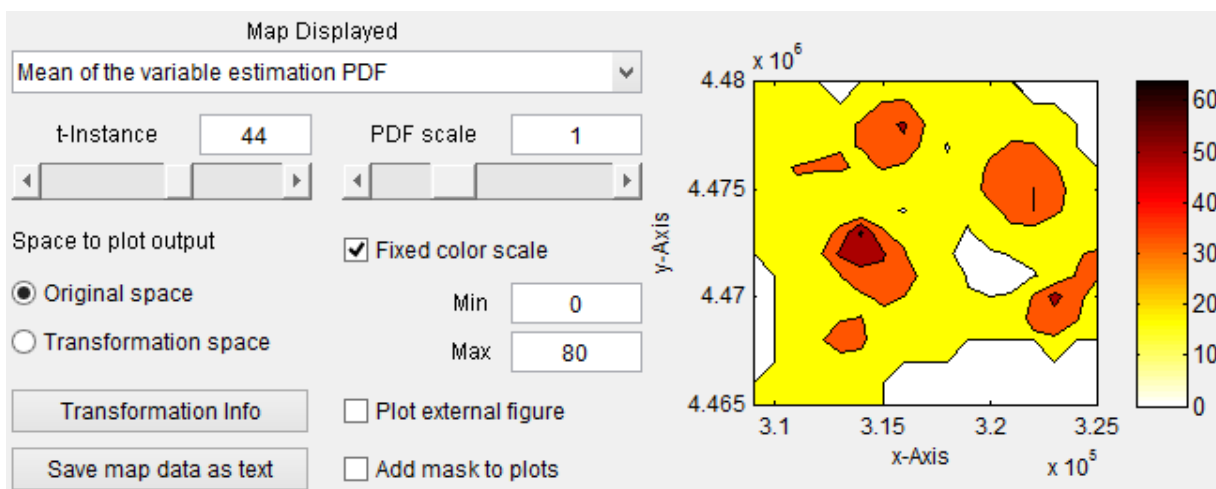 Map Displayed
Mean of the variable estimation PDF
t-Instance 44 PDF scale 1
Space to plot output
Original space
Transformation space
Fixed color scale
Min 0
Max 80
Transformation Info
Plot external figure
Save map data as text
Add mask to plots
x 10^6
4.48
4.475
4.47
4.465
y-Axis
3.1 3.15 3.2 3.25
x-Axis
x 10^5
60
50
40
30
20
10
0